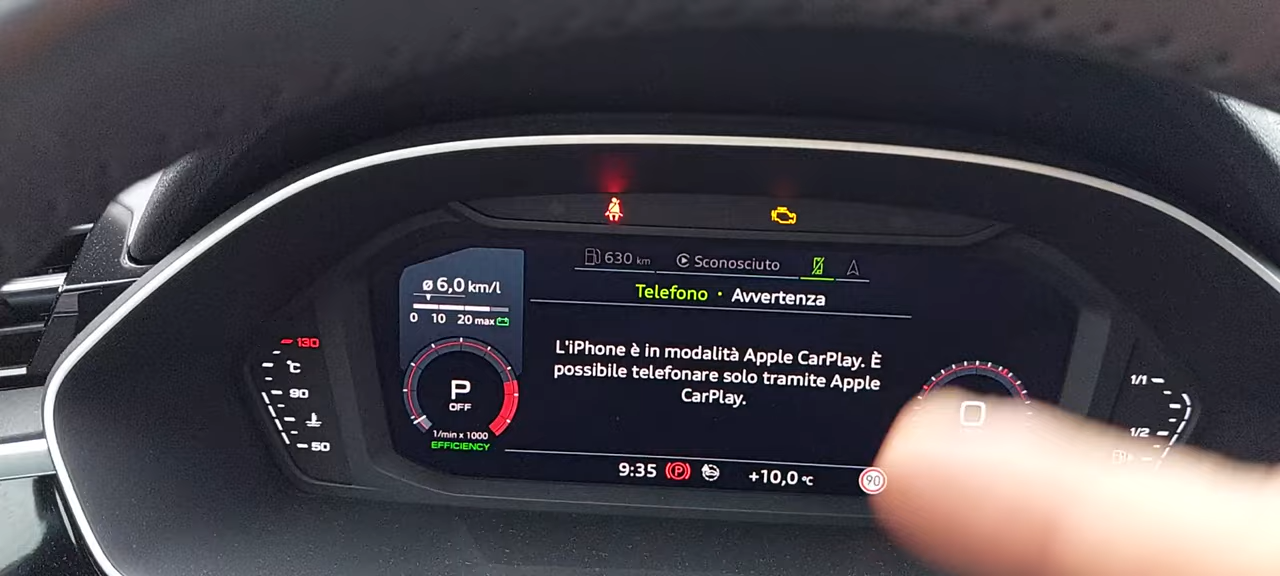 630 km
Sconosciuto
ø 6,0 km/l
0 10 20 max
Telefono · Avvertenza
L'iPhone è in modalità Apple CarPlay. È
possibile telefonare solo tramite Apple
CarPlay.
130
°C
90
50
P
OFF
1/min x 1000
EFFICIENCY
0
1/1
1/2
9:35
P
+10,0 °C
90